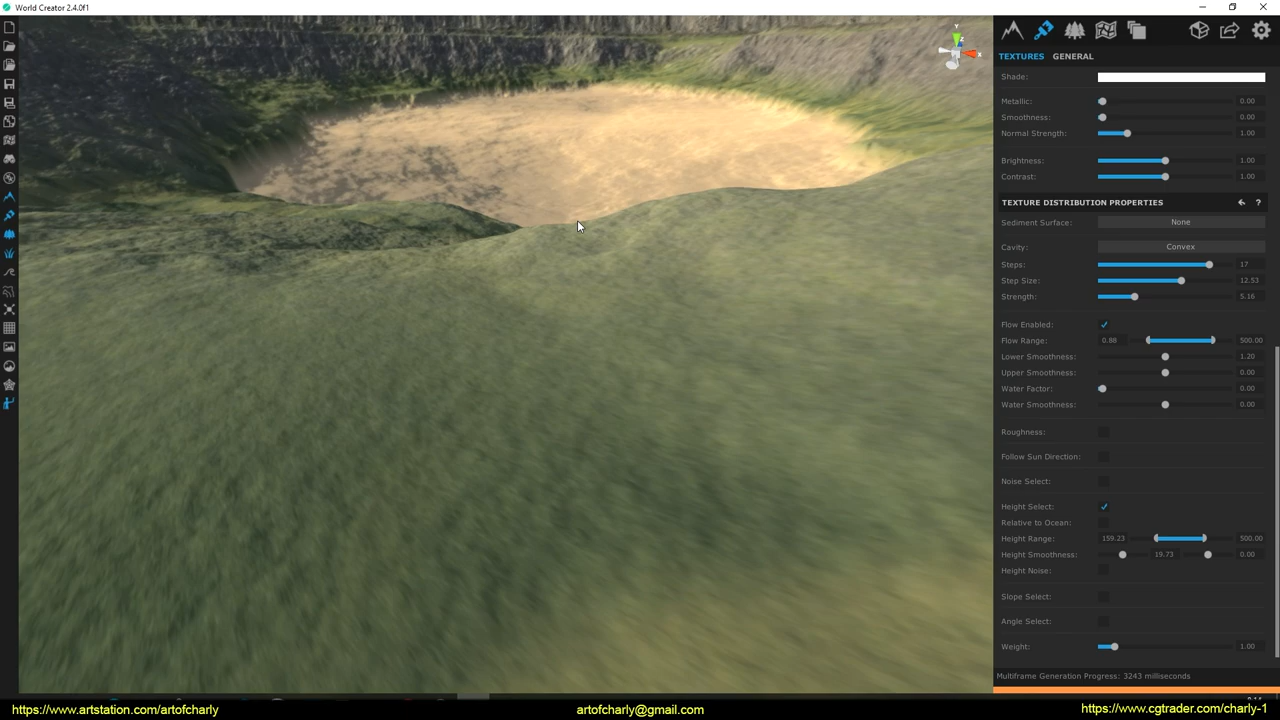 World Creator 2.4.0f1
Y
Z
X
TEXTURES GENERAL
Shade:
Metallic: 0.00
Smoothness: 0.00
Normal Strength: 1.00
Brightness: 1.00
Contrast: 1.00
TEXTURE DISTRIBUTION PROPERTIES ?
Sediment Surface: None
Cavity: Convex
Steps: 17
Step Size: 12.53
Strength: 5.16
Flow Enabled:
Flow Range: 0.88 500.00
Lower Smoothness: 1.20
Upper Smoothness: 0.00
Water Factor: 0.00
Water Smoothness: 0.00
Roughness:
Follow Sun Direction:
Noise Select:
Height Select:
Relative to Ocean:
Height Range: 159.23 500.00
Height Smoothness: 19.73 0.00
Height Noise:
Slope Select:
Angle Select:
Weight: 1.00
Multiframe Generation Progress: 3243 milliseconds
https://www.artstation.com/artofcharly artofcharly@gmail.com https://www.cgtrader.com/charly-1